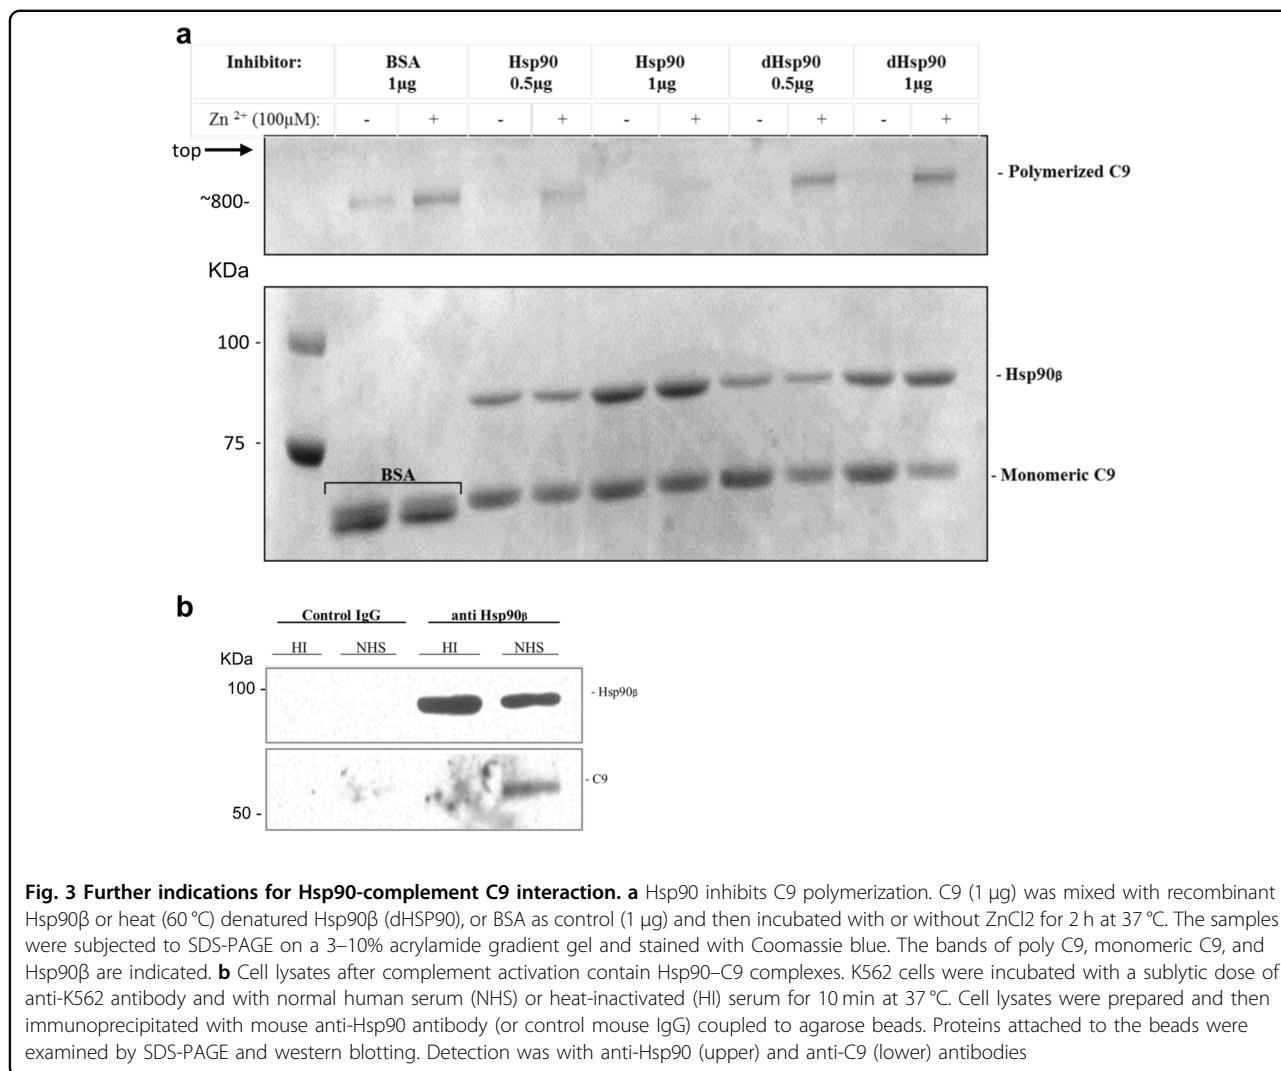 a
Inhibitor: BSA Hsp90 Hsp90 dHsp90 dHsp90
1μg 0.5μg 1μg 0.5μg 1μg
Zn 2+ (100μM): - + - + - + - + - +
top
- Polymerized C9
~800-
KDa
100 -
- Hsp90β
75 -
BSA
- Monomeric C9
b
Control IgG anti Hsp90β
HI NHS HI NHS
KDa
100 -
- Hsp90β
- C9
50 -
Fig. 3 Further indications for Hsp90-complement C9 interaction. a Hsp90 inhibits C9 polymerization. C9 (1 μg) was mixed with recombinant
Hsp90β or heat (60 °C) denatured Hsp90β (dHSP90), or BSA as control (1 μg) and then incubated with or without ZnCl2 for 2 h at 37 °C. The samples
were subjected to SDS-PAGE on a 3–10% acrylamide gradient gel and stained with Coomassie blue. The bands of poly C9, monomeric C9, and
Hsp90β are indicated. b Cell lysates after complement activation contain Hsp90–C9 complexes. K562 cells were incubated with a sublytic dose of
anti-K562 antibody and with normal human serum (NHS) or heat-inactivated (HI) serum for 10 min at 37 °C. Cell lysates were prepared and then
immunoprecipitated with mouse anti-Hsp90 antibody (or control mouse IgG) coupled to agarose beads. Proteins attached to the beads were
examined by SDS-PAGE and western blotting. Detection was with anti-Hsp90 (upper) and anti-C9 (lower) antibodies